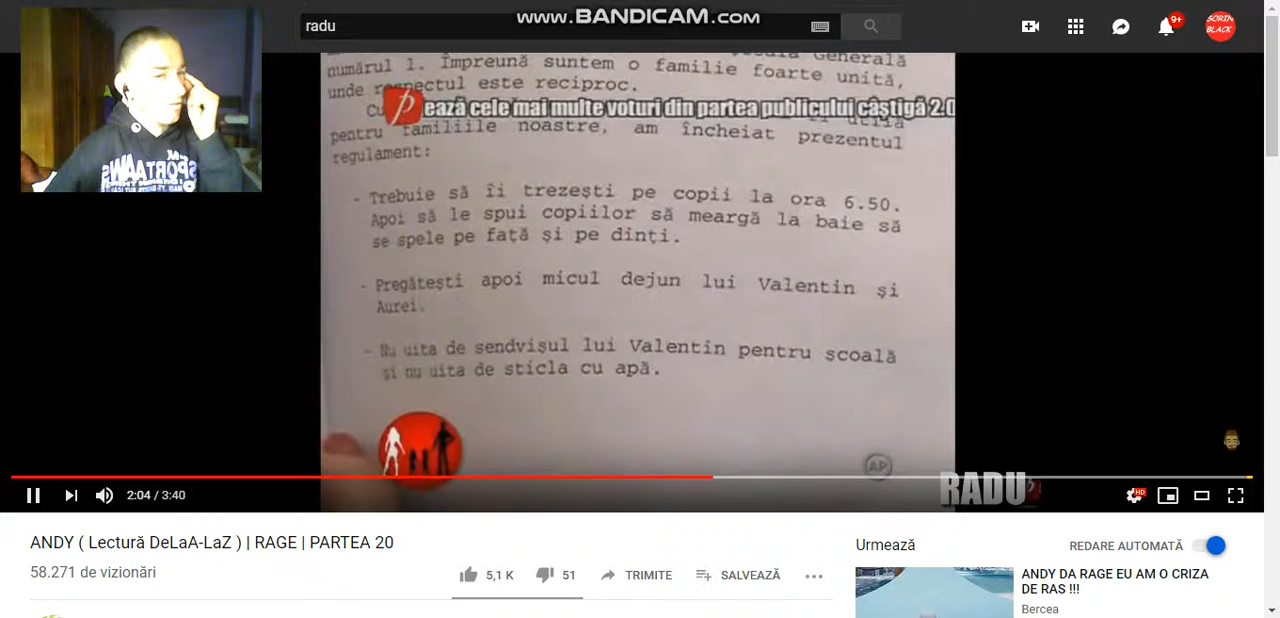 www.BANDICAM.com
radu
9+
SORIN
BLACK
numărul 1. Împreună suntem o familie foarte unită, Generală
unde respectul este reciproc.
ează cele mai multe voturi din partea publicului câștigă 2.0
pentru familiile noastre, am încheiat prezentul
regulament:
- Trebuie să îi trezești pe copii la ora 6.50.
Apoi să le spui copiilor să meargă la baie să
se spele pe față și pe dinți.
- Pregătești apoi micul dejun lui Valentin și
Aurei.
- Nu uita de sendvișul lui Valentin pentru școală
și nu uita de sticla cu apă.
AP
RADU
2:04 / 3:40
HD
ANDY ( Lectură DeLaA-LaZ ) | RAGE | PARTEA 20
58.271 de vizionări
5,1 K
51
TRIMITE
SALVEAZĂ
Urmează
REDARE AUTOMATĂ
ANDY DA RAGE EU AM O CRIZA
DE RAS !!!
Bercea